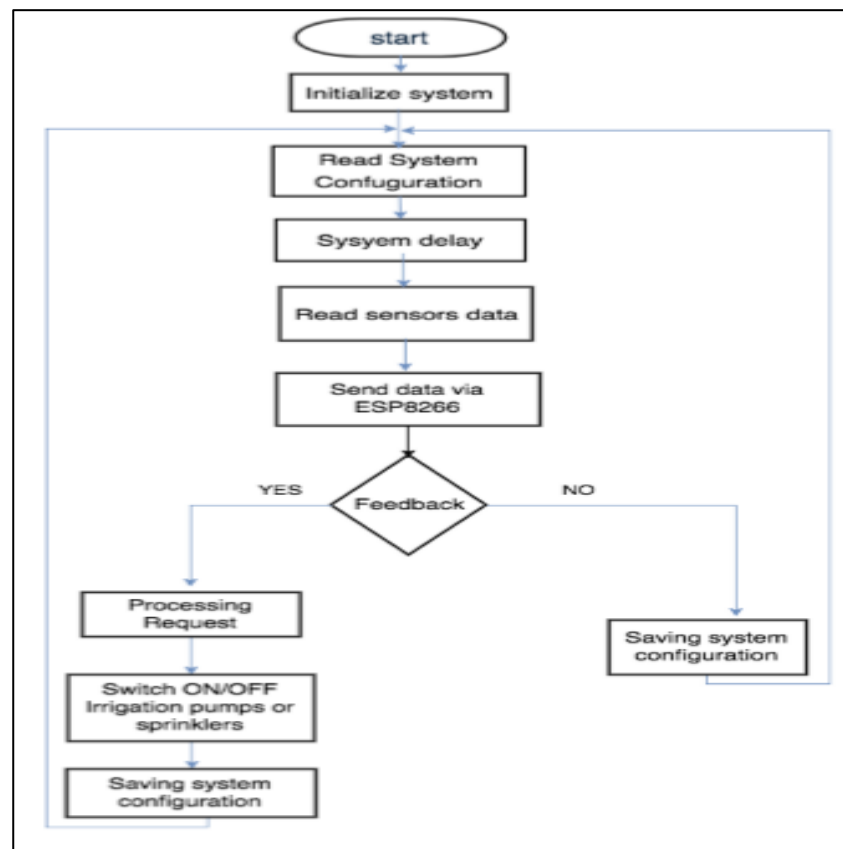 start
Initialize system
Read System
Confuguration
Sysyem delay
Read sensors data
Send data via
ESP8266
Feedback
YES
NO
Processing
Request
Switch ON/OFF
Irrigation pumps or
sprinklers
Saving system
configuration
Saving system
configuration